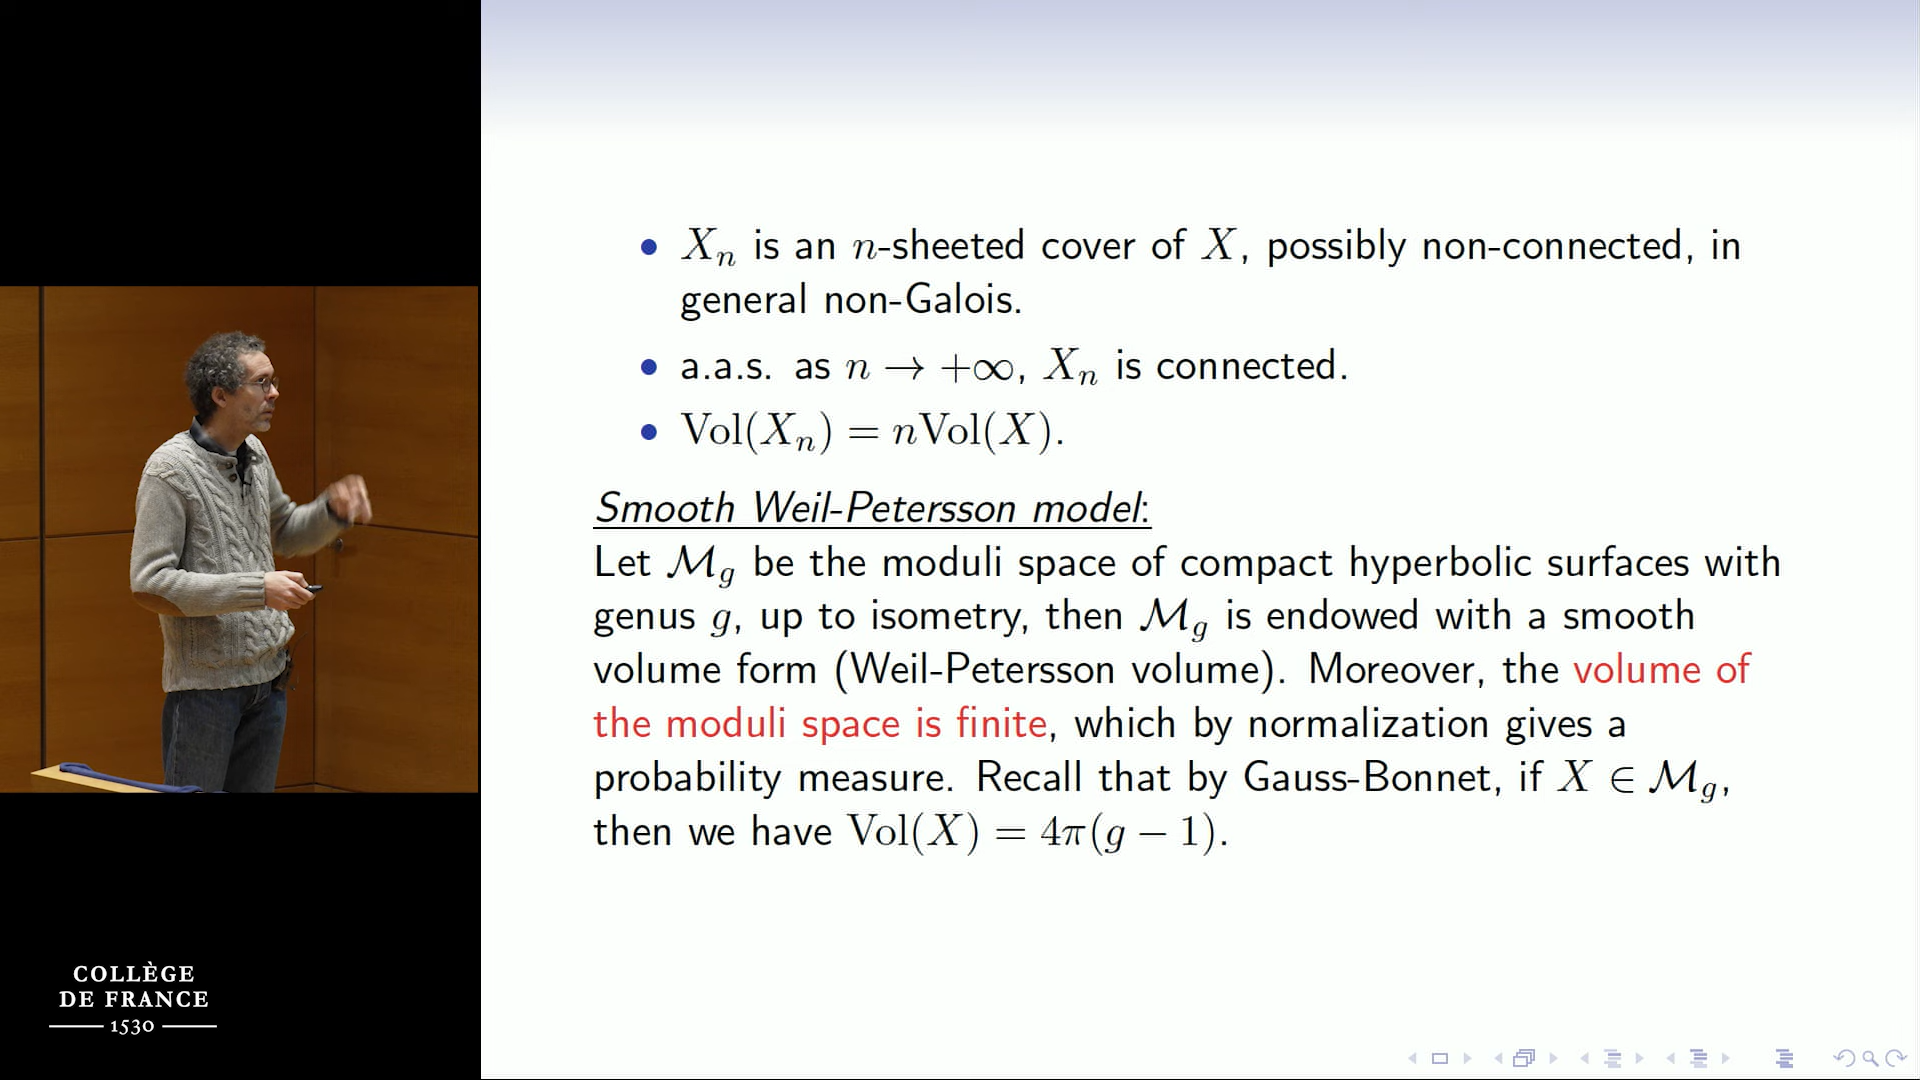 • Xₙ is an n-sheeted cover of X, possibly non-connected, in
general non-Galois.
• a.a.s. as n → +∞, Xₙ is connected.
• Vol(Xₙ) = nVol(X).
Smooth Weil-Petersson model:
Let ℳ_g be the moduli space of compact hyperbolic surfaces with
genus g, up to isometry, then ℳ_g is endowed with a smooth
volume form (Weil-Petersson volume). Moreover, the volume of
the moduli space is finite, which by normalization gives a
probability measure. Recall that by Gauss-Bonnet, if X ∈ ℳ_g,
then we have Vol(X) = 4π(g − 1).
COLLÈGE
DE FRANCE
1530